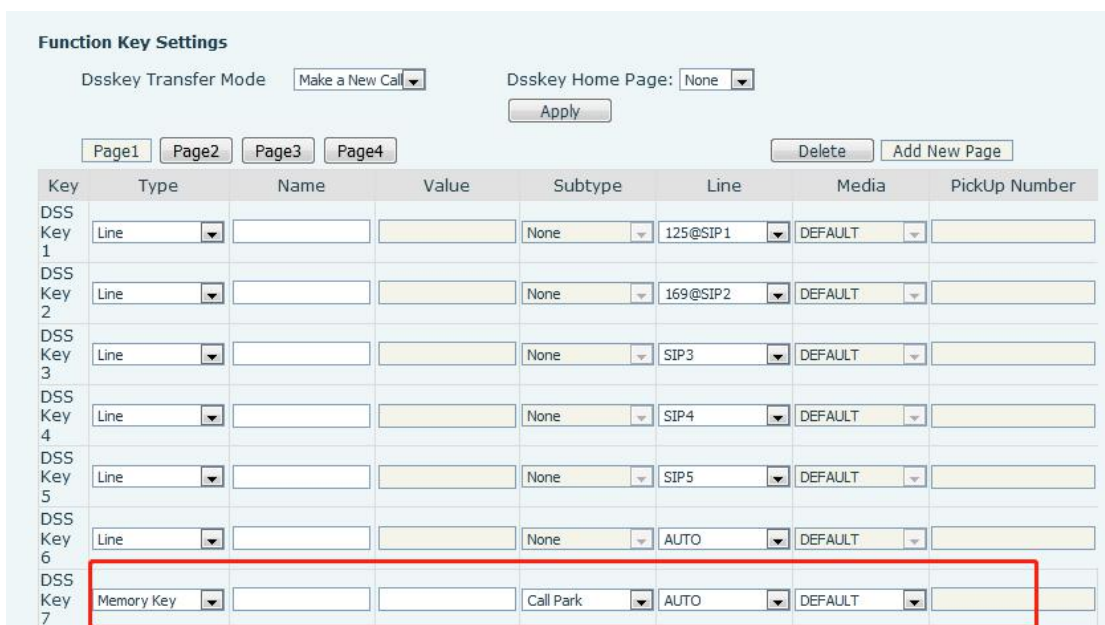 Function Key Settings
Dsskey Transfer Mode Make a New Call Dsskey Home Page: None
Apply
Page1 Page2 Page3 Page4 Delete Add New Page
Key Type Name Value Subtype Line Media PickUp Number
DSS Key 1 Line None 125@SIP1 DEFAULT
DSS Key 2 Line None 169@SIP2 DEFAULT
DSS Key 3 Line None SIP3 DEFAULT
DSS Key 4 Line None SIP4 DEFAULT
DSS Key 5 Line None SIP5 DEFAULT
DSS Key 6 Line None AUTO DEFAULT
DSS Key 7 Memory Key Call Park AUTO DEFAULT